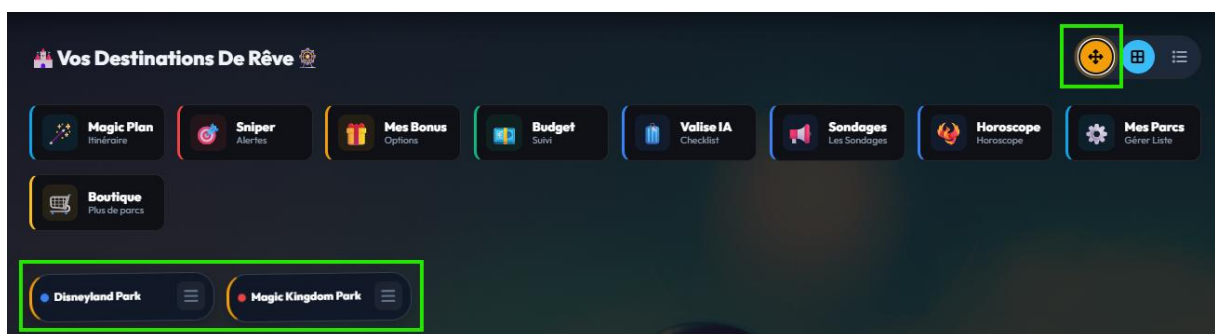 Vos Destinations De Rêve
Magic Plan
Itinéraire
Sniper
Alertes
Mes Bonus
Options
Budget
Suivi
Valise IA
Checklist
Sondages
Les Sondages
Horoscope
Horoscope
Mes Parcs
Gérer Liste
Boutique
Plus de parcs
Disneyland Park
Magic Kingdom Park